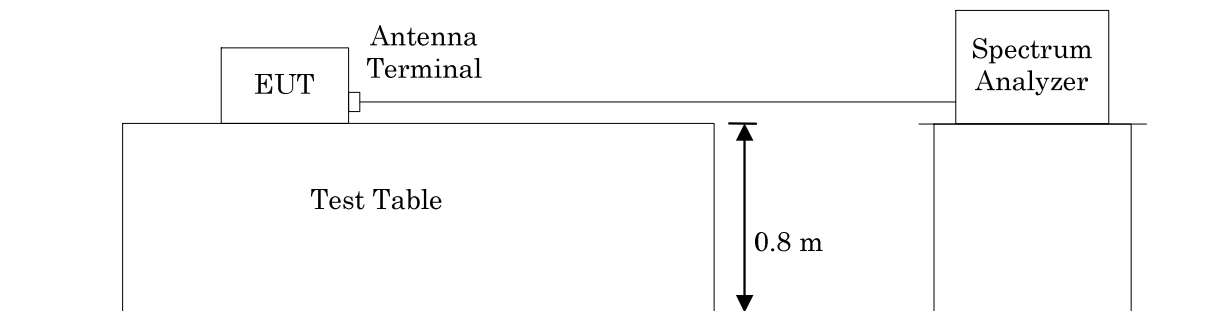 Antenna
Terminal
EUT
Spectrum
Analyzer
Test Table
0.8 m